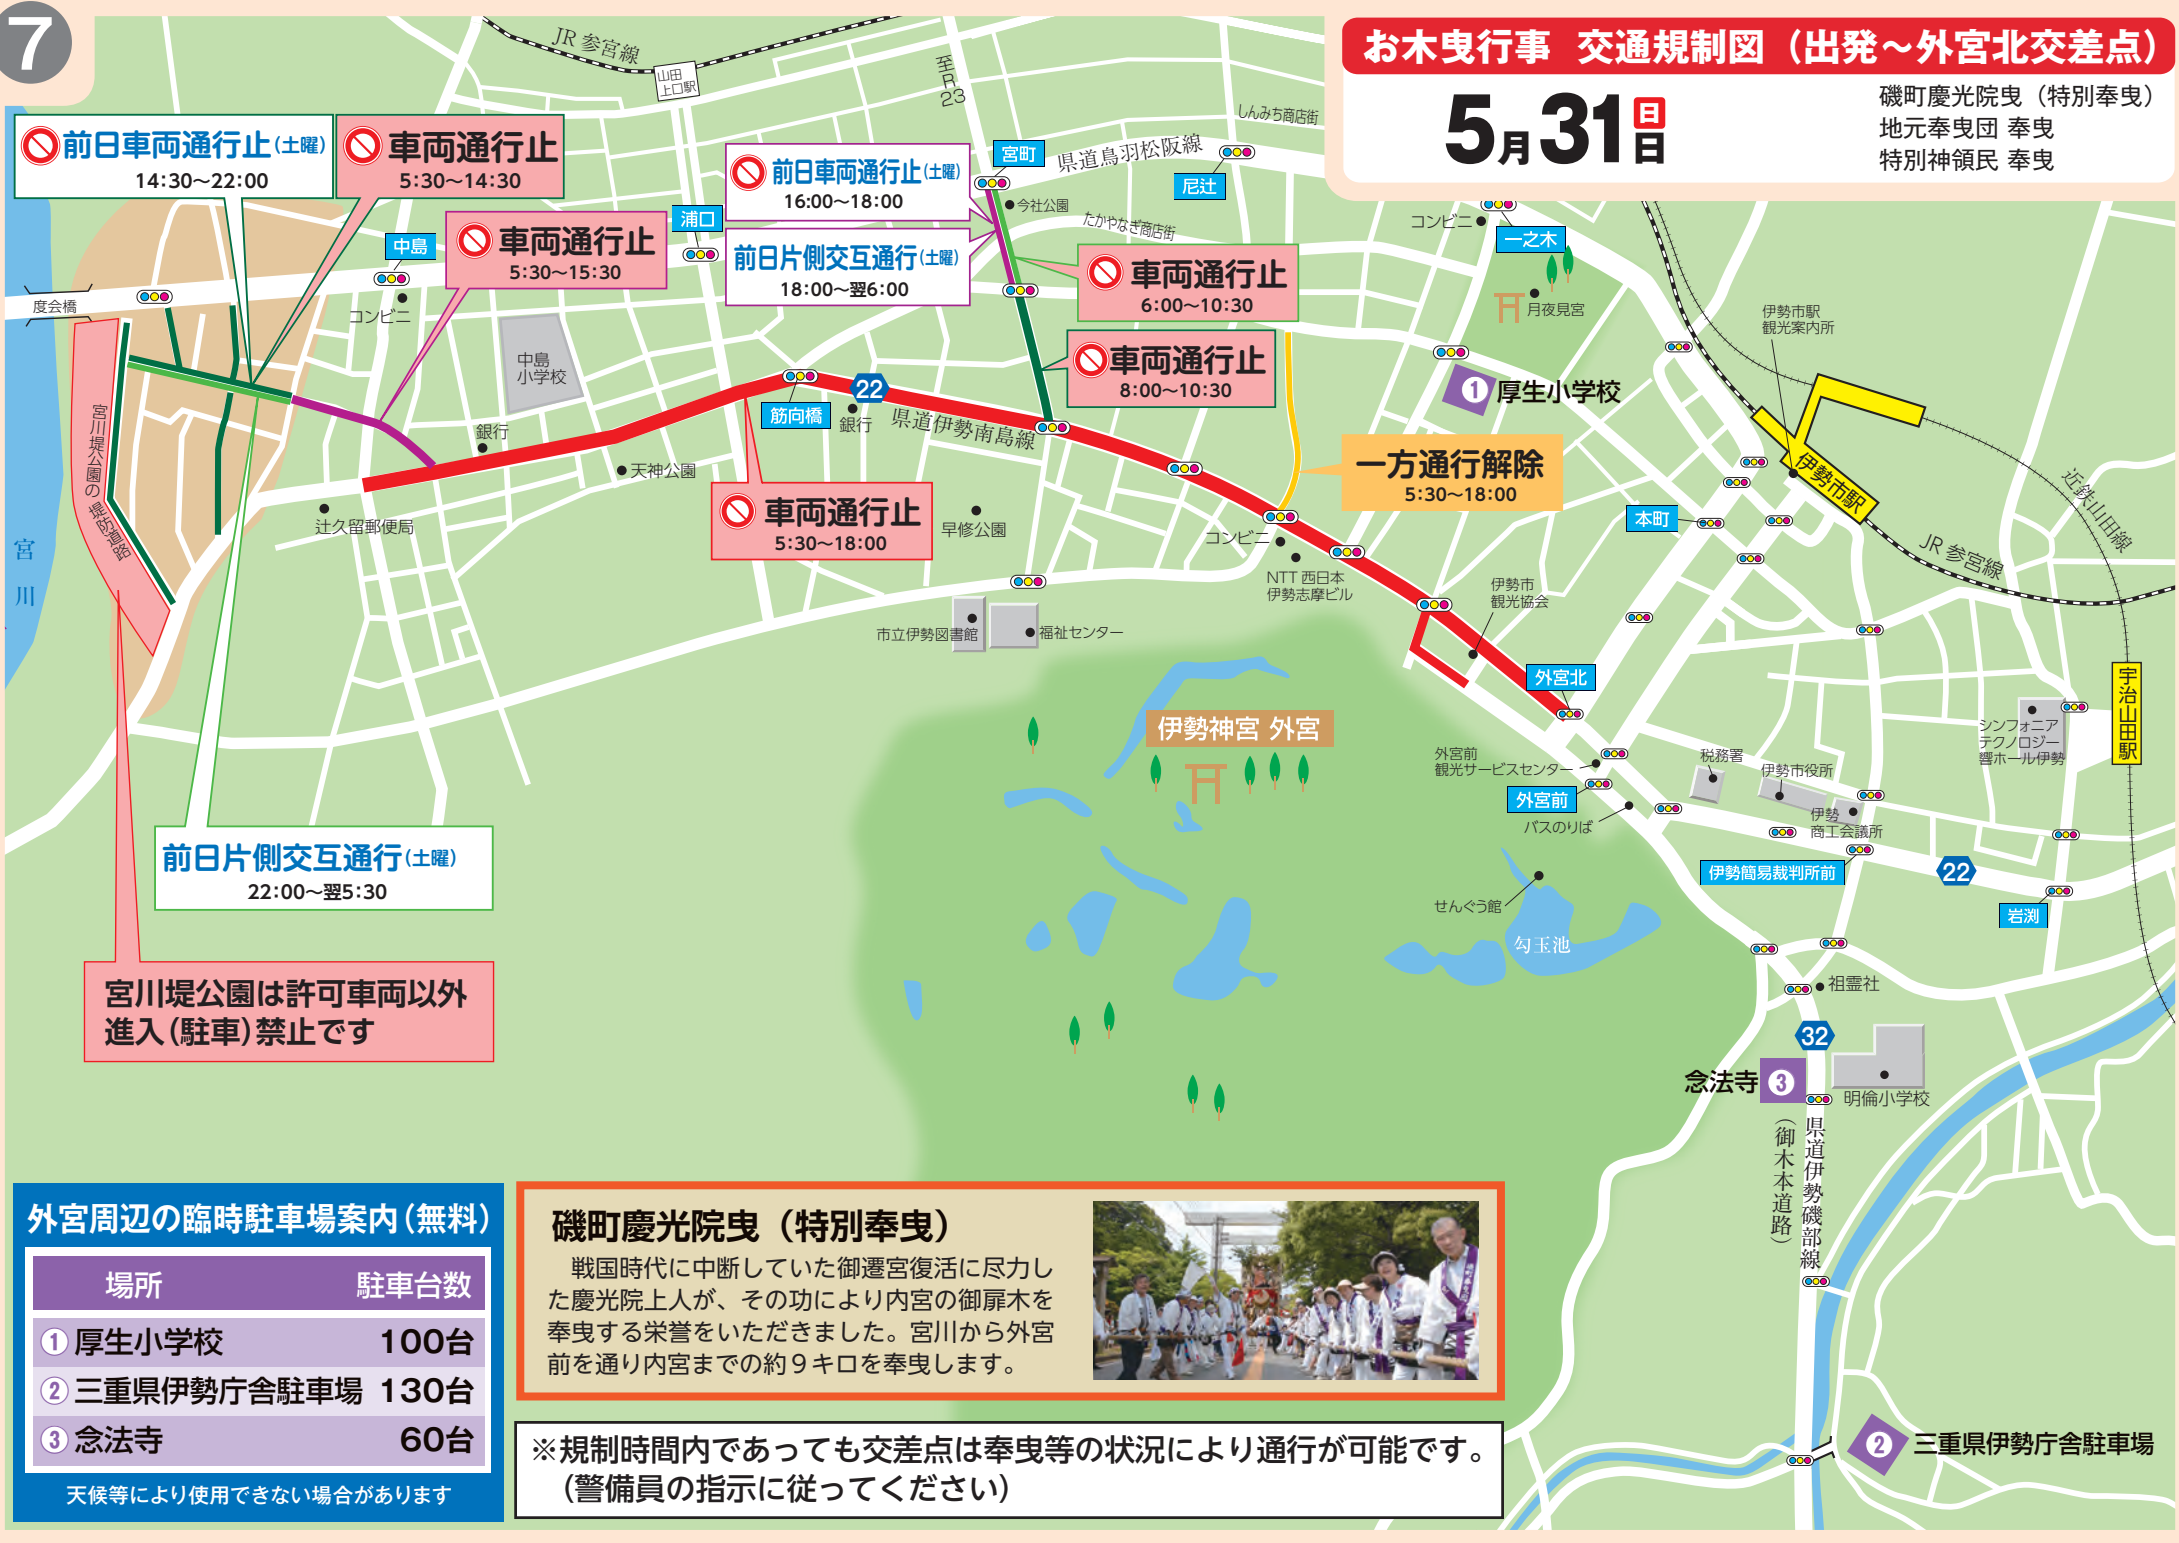 7
お木曳行事 交通規制図（出発～外宮北交差点）
5月31日日
磯町慶光院曳（特別奉曳）
地元奉曳団 奉曳
特別神領民 奉曳
JR 参宮線
山田
上口駅
至R23
しんみち商店街
県道鳥羽松阪線
前日車両通行止(土曜)
14:30～22:00
車両通行止
5:30～14:30
前日車両通行止(土曜)
16:00～18:00
宮町
尼辻
今社公園
たかやなぎ商店街
コンビニ
一之木
中島
車両通行止
5:30～15:30
浦口
前日片側交互通行(土曜)
18:00～翌6:00
車両通行止
6:00～10:30
月夜見宮
度会橋
コンビニ
伊勢市駅
観光案内所
中島
小学校
車両通行止
8:00～10:30
22
① 厚生小学校
筋向橋
銀行
県道伊勢南島線
銀行
宮川堤公園の堤防道路
天神公園
一方通行解除
5:30～18:00
伊勢市駅
近鉄山田線
車両通行止
5:30～18:00
早修公園
辻久留郵便局
コンビニ
本町
JR 参宮線
宮川
NTT 西日本
伊勢志摩ビル
伊勢市
観光協会
市立伊勢図書館
福祉センター
外宮北
宇治山田駅
伊勢神宮 外宮
シンフォニア
テクノロジー
響ホール伊勢
外宮前
観光サービスセンター
税務署
伊勢市役所
外宮前
バスのりば
伊勢
商工会議所
前日片側交互通行(土曜)
22:00～翌5:30
伊勢簡易裁判所前
22
せんぐう館
岩渕
勾玉池
宮川堤公園は許可車両以外
進入(駐車)禁止です
祖霊社
32
念法寺 ③
明倫小学校
県道伊勢磯部線
（御木本道路）
外宮周辺の臨時駐車場案内(無料)
場所 駐車台数
① 厚生小学校 100台
② 三重県伊勢庁舎駐車場 130台
③ 念法寺 60台
天候等により使用できない場合があります
磯町慶光院曳（特別奉曳）
戦国時代に中断していた御遷宮復活に尽力し
た慶光院上人が、その功により内宮の御扉木を
奉曳する栄誉をいただきました。宮川から外宮
前を通り内宮までの約９キロを奉曳します。
※規制時間内であっても交差点は奉曳等の状況により通行が可能です。
（警備員の指示に従ってください）
② 三重県伊勢庁舎駐車場